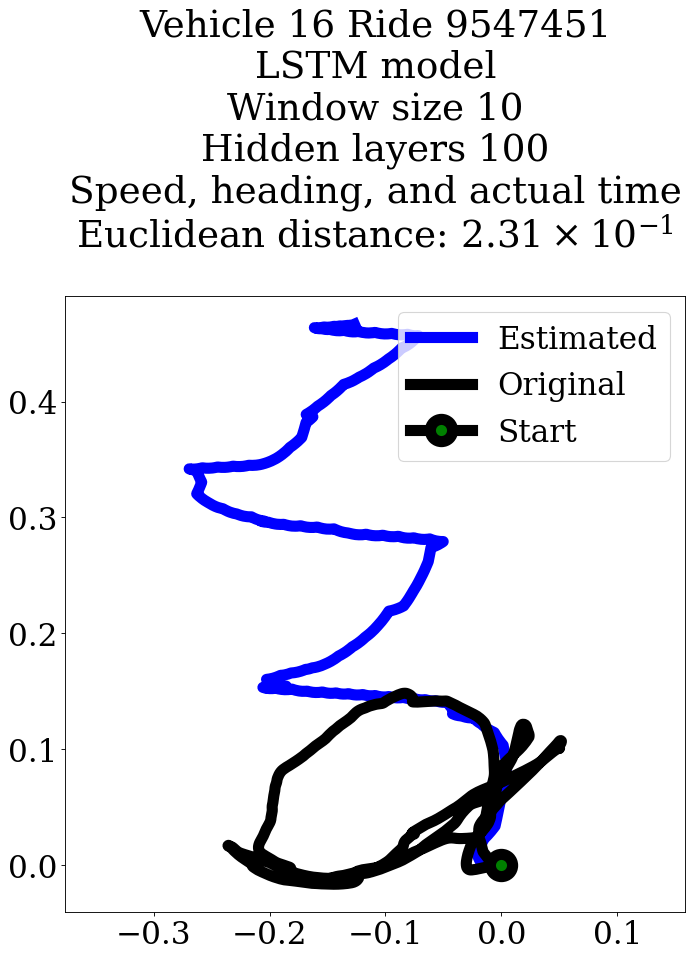 Vehicle 16 Ride 9547451
LSTM model
Window size 10
Hidden layers 100
Speed, heading, and actual time
Euclidean distance: 2.31 × 10⁻¹
Estimated
Original
Start
0.4
0.3
0.2
0.1
0.0
−0.3
−0.2
−0.1
0.0
0.1